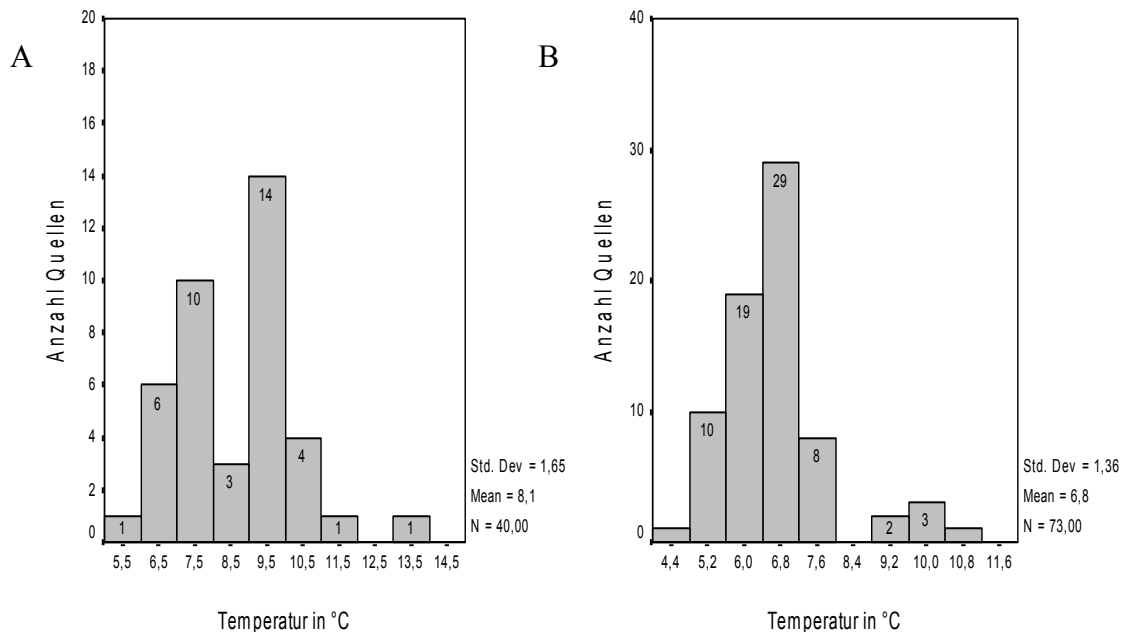 A
Anzahl Quellen
20
18
16
14
12
10
8
6
4
2
0
1
6
10
3
14
4
1
1
5,5 6,5 7,5 8,5 9,5 10,5 11,5 12,5 13,5 14,5
Temperatur in °C
Std. Dev = 1,65
Mean = 8,1
N = 40,00
B
Anzahl Quellen
40
30
20
10
0
10
19
29
8
2
3
4,4 5,2 6,0 6,8 7,6 8,4 9,2 10,0 10,8 11,6
Temperatur in °C
Std. Dev = 1,36
Mean = 6,8
N = 73,00